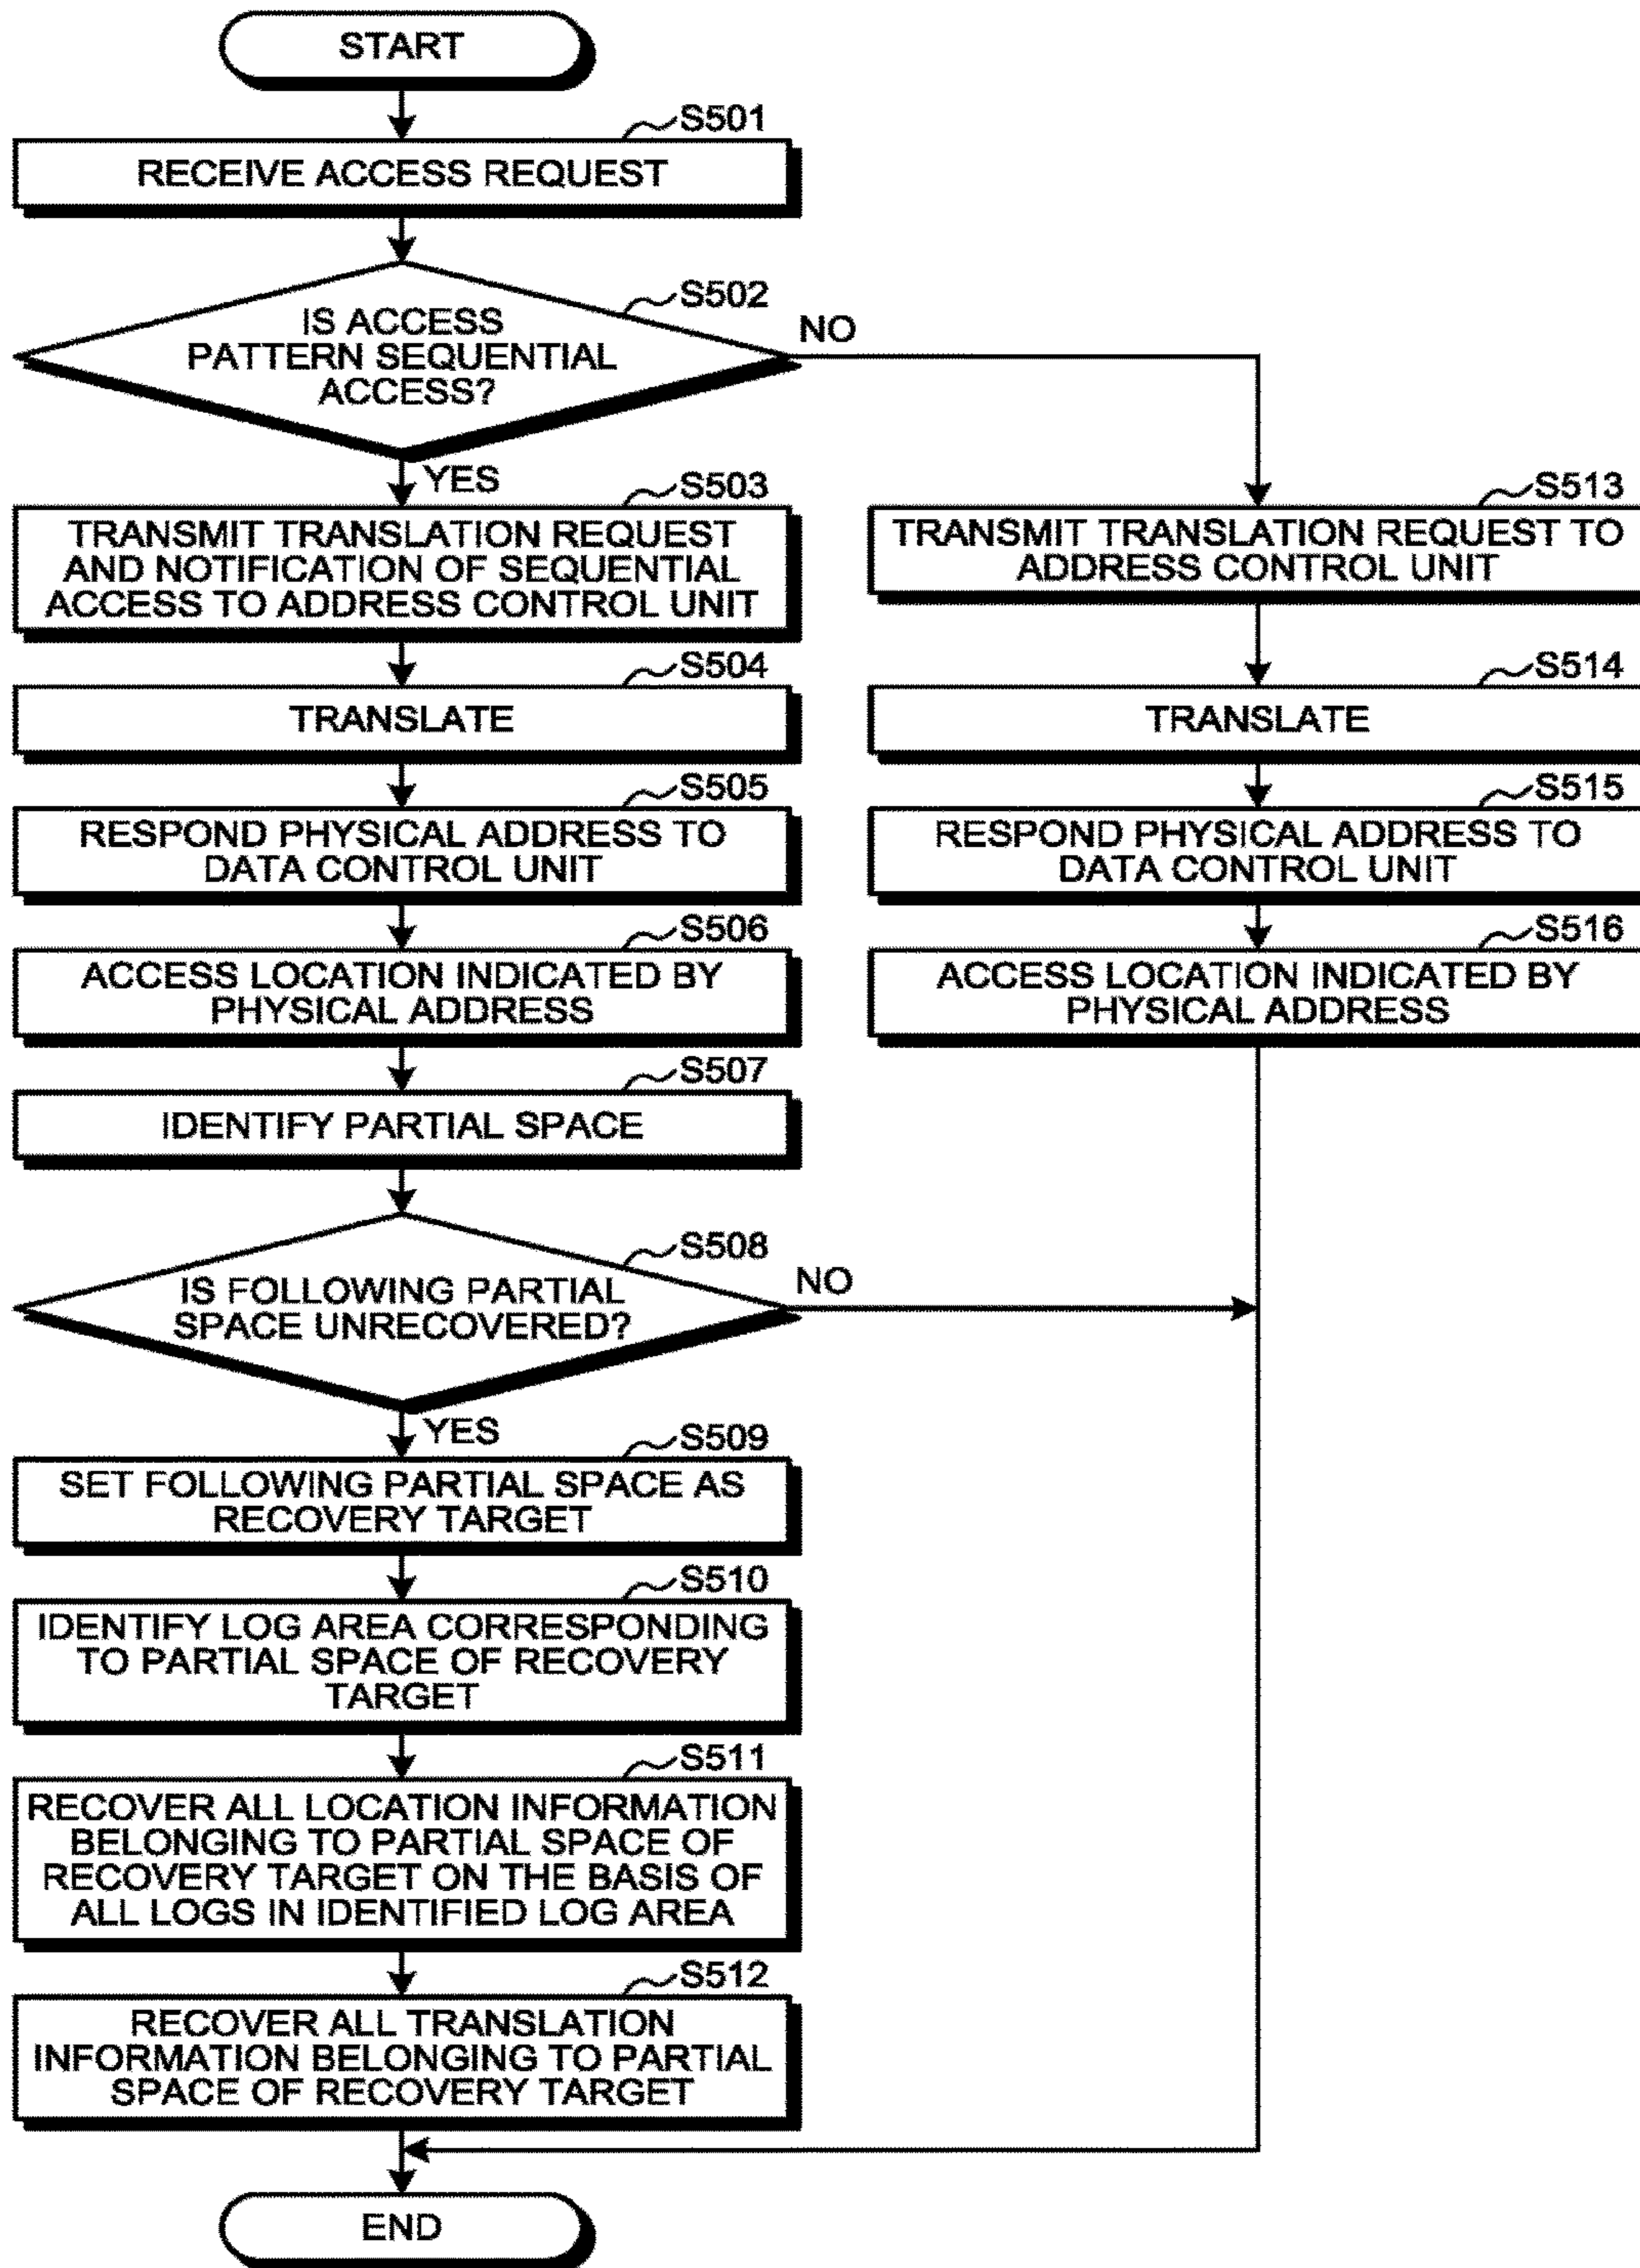 START
S501
RECEIVE ACCESS REQUEST
S502
IS ACCESS
PATTERN SEQUENTIAL
ACCESS?
NO
YES
S503
TRANSMIT TRANSLATION REQUEST
AND NOTIFICATION OF SEQUENTIAL
ACCESS TO ADDRESS CONTROL UNIT
S513
TRANSMIT TRANSLATION REQUEST TO
ADDRESS CONTROL UNIT
S504
TRANSLATE
S514
TRANSLATE
S505
RESPOND PHYSICAL ADDRESS TO
DATA CONTROL UNIT
S515
RESPOND PHYSICAL ADDRESS TO
DATA CONTROL UNIT
S506
ACCESS LOCATION INDICATED BY
PHYSICAL ADDRESS
S516
ACCESS LOCATION INDICATED BY
PHYSICAL ADDRESS
S507
IDENTIFY PARTIAL SPACE
S508
IS FOLLOWING PARTIAL
SPACE UNRECOVERED?
NO
YES
S509
SET FOLLOWING PARTIAL SPACE AS
RECOVERY TARGET
S510
IDENTIFY LOG AREA CORRESPONDING
TO PARTIAL SPACE OF RECOVERY
TARGET
S511
RECOVER ALL LOCATION INFORMATION
BELONGING TO PARTIAL SPACE OF
RECOVERY TARGET ON THE BASIS OF
ALL LOGS IN IDENTIFIED LOG AREA
S512
RECOVER ALL TRANSLATION
INFORMATION BELONGING TO PARTIAL
SPACE OF RECOVERY TARGET
END